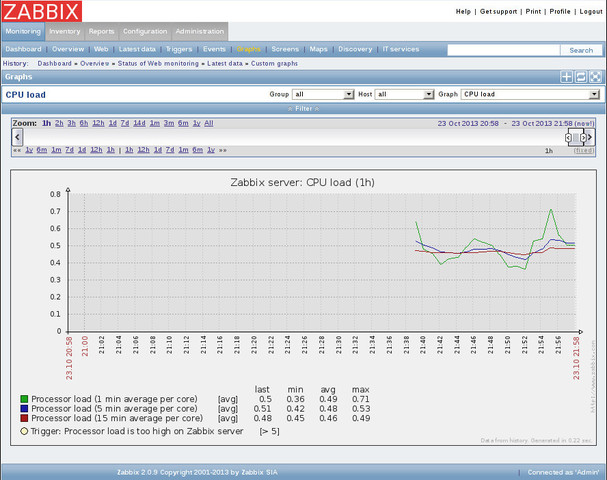 ZABBIX
Help | Get support | Print | Profile | Logout
Monitoring Inventory Reports Configuration Administration
Dashboard | Overview | Web | Latest data | Triggers | Events | Graphs | Screens | Maps | Discovery | IT services Search
History: Dashboard » Overview » Status of Web monitoring » Latest data » Custom graphs
Graphs
CPU load Group all Host all Graph CPU load
« Filter »
Zoom: 1h 2h 3h 6h 12h 1d 7d 14d 1m 3m 6m 1y All 23 Oct 2013 20:58 - 23 Oct 2013 21:58 (now!)
«« 1y 6m 1m 7d 1d 12h 1h | 1h 12h 1d 7d 1m 6m 1y »» 1h (fixed)
Zabbix server: CPU load (1h)
0.8
0.7
0.6
0.5
0.4
0.3
0.2
0.1
0
23.10 20:58 21:00 21:02 21:04 21:06 21:08 21:10 21:12 21:14 21:16 21:18 21:20 21:22 21:24 21:26 21:28 21:30 21:32 21:34 21:36 21:38 21:40 21:42 21:44 21:46 21:48 21:50 21:52 21:54 21:56 23.10 21:58
last min avg max
Processor load (1 min average per core) [avg] 0.5 0.36 0.49 0.71
Processor load (5 min average per core) [avg] 0.51 0.42 0.48 0.53
Processor load (15 min average per core) [avg] 0.48 0.45 0.46 0.49
Trigger: Processor load is too high on Zabbix server [> 5]
http://www.zabbix.com
Data from history. Generated in 0.22 sec.
Zabbix 2.0.9 Copyright 2001-2013 by Zabbix SIA | Connected as 'Admin'